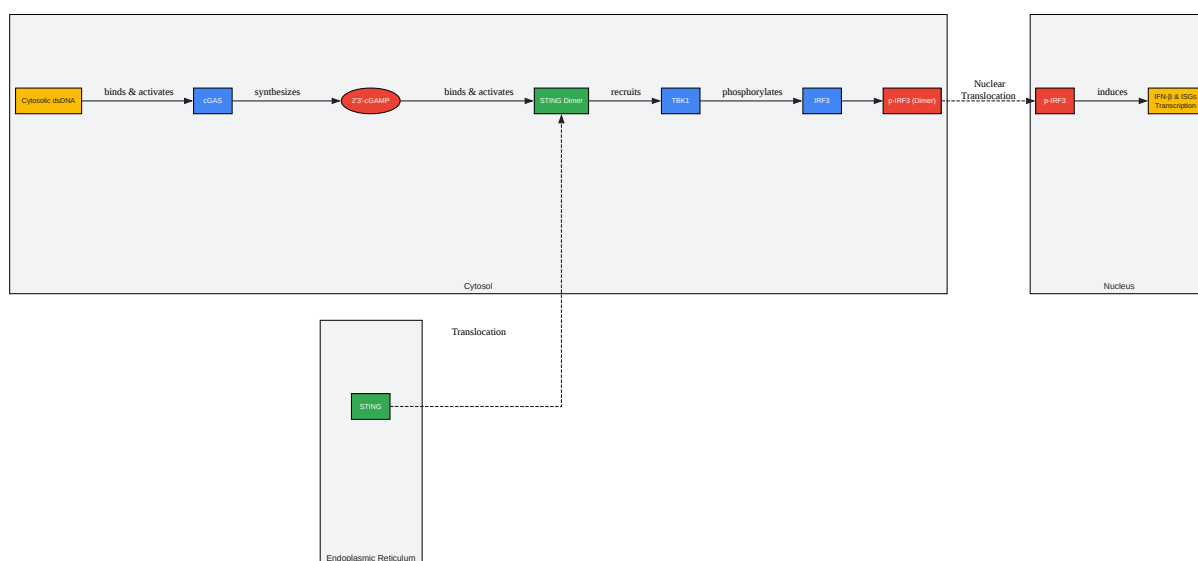 Cytosolic dsDNA
binds & activates
cGAS
synthesizes
2'3'-cGAMP
binds & activates
STING Dimer
recruits
TBK1
phosphorylates
IRF3
p-IRF3 (Dimer)
Nuclear
Translocation
p-IRF3
induces
IFN-β & ISGs
Transcription
Cytosol
Nucleus
Translocation
STING
Endoplasmic Reticulum